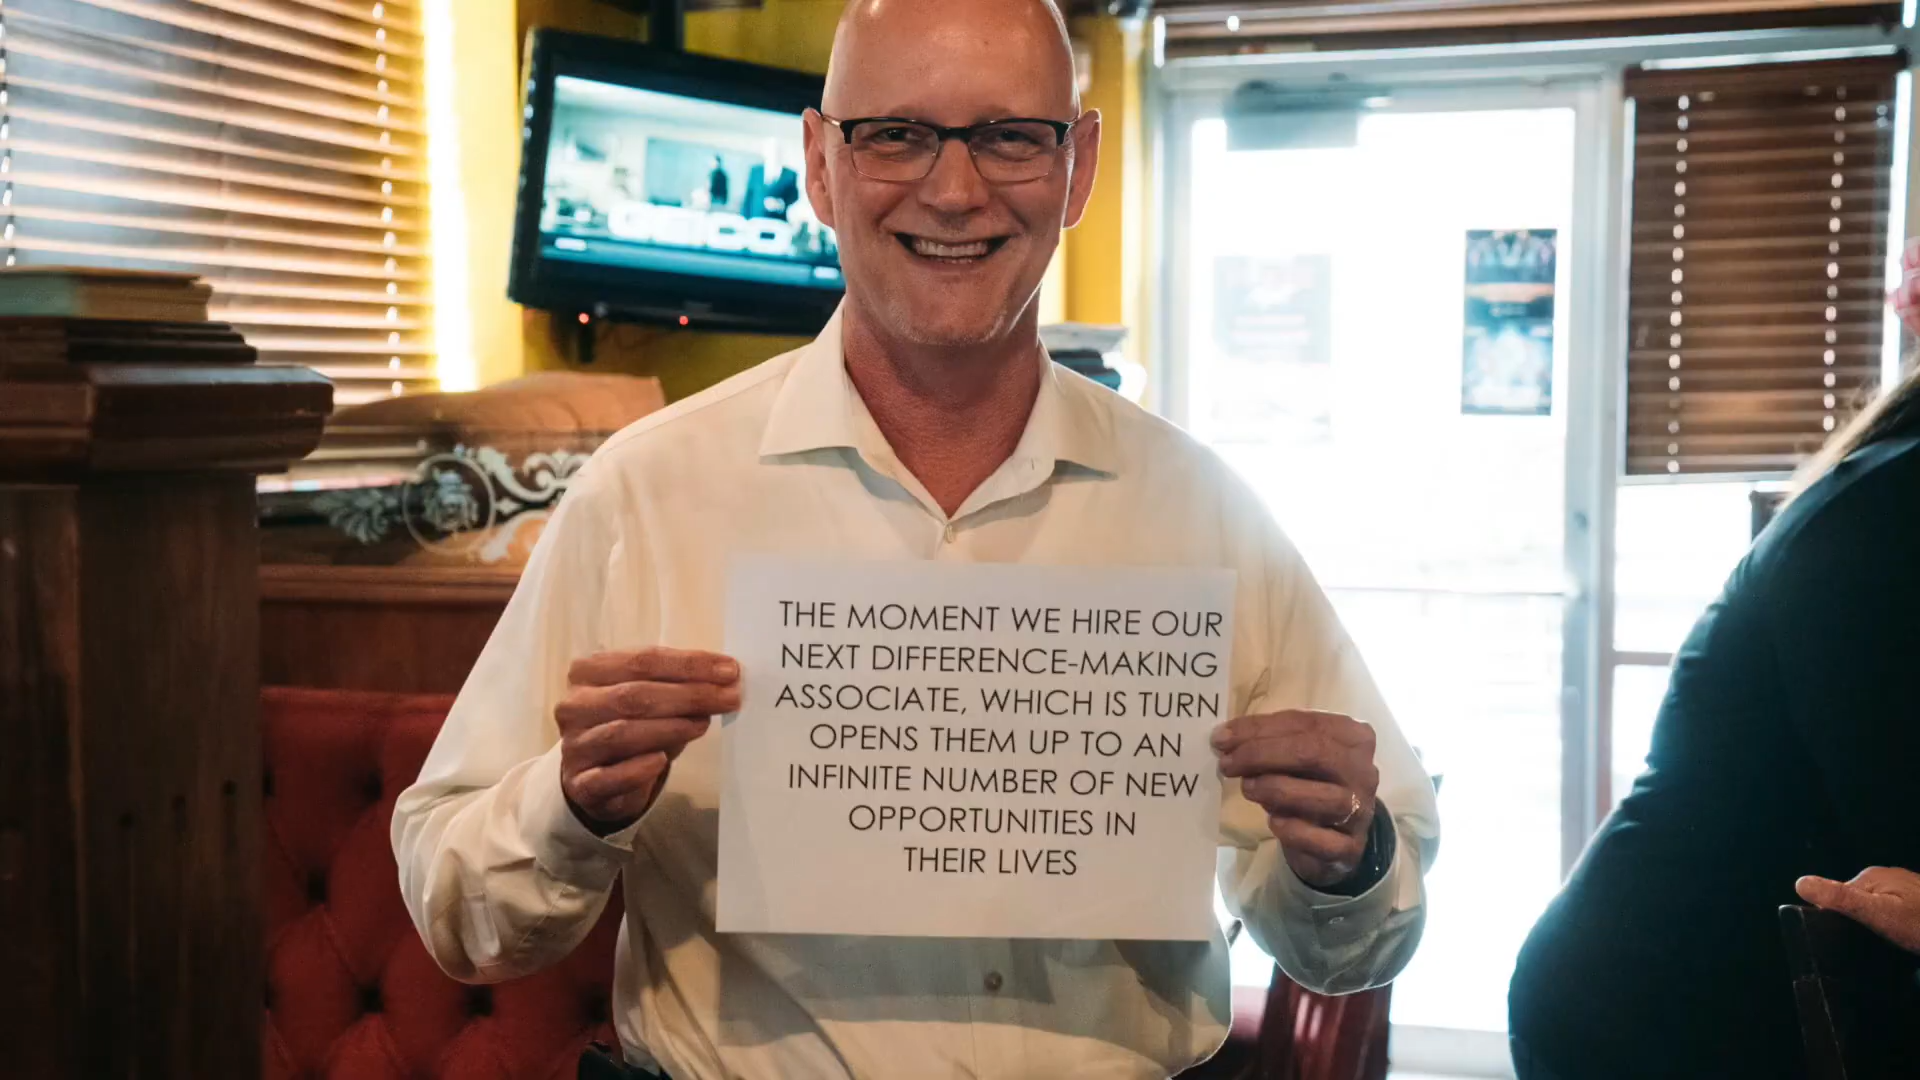 GEICO
THE MOMENT WE HIRE OUR
NEXT DIFFERENCE-MAKING
ASSOCIATE, WHICH IS TURN
OPENS THEM UP TO AN
INFINITE NUMBER OF NEW
OPPORTUNITIES IN
THEIR LIVES